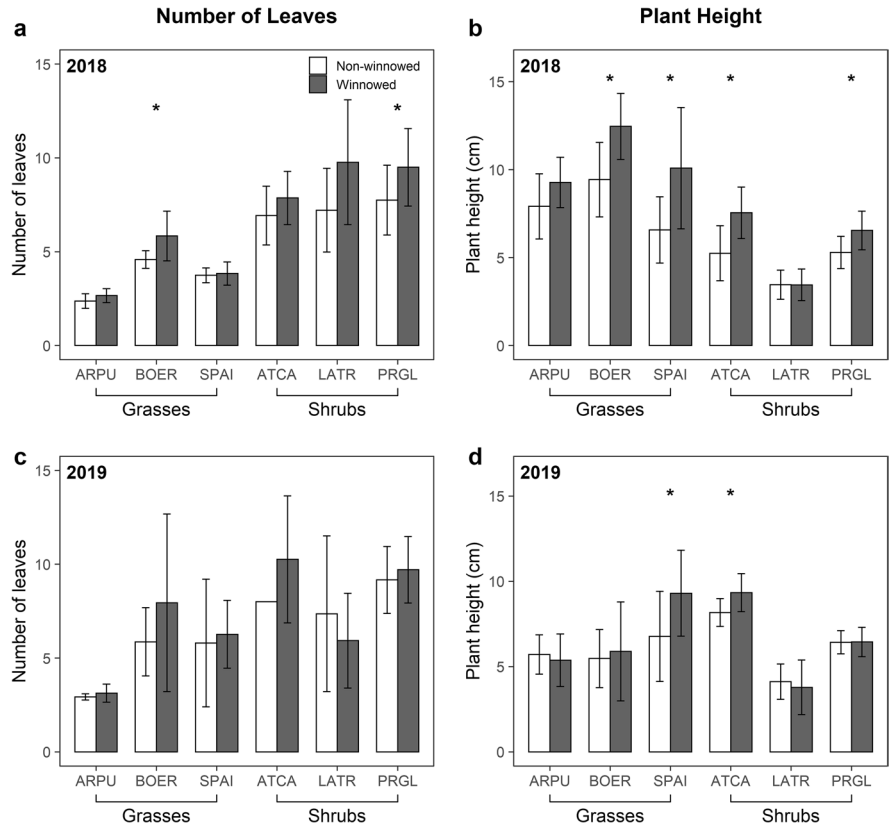 Number of Leaves
Plant Height
a
2018
Non-winnowed
Winnowed
*
*
Number of leaves
15
10
5
0
ARPU BOER SPAI ATCA LATR PRGL
Grasses Shrubs
b
2018
* * * *
Plant height (cm)
15
10
5
0
ARPU BOER SPAI ATCA LATR PRGL
Grasses Shrubs
c
2019
Number of leaves
15
10
5
0
ARPU BOER SPAI ATCA LATR PRGL
Grasses Shrubs
d
2019
* *
Plant height (cm)
15
10
5
0
ARPU BOER SPAI ATCA LATR PRGL
Grasses Shrubs